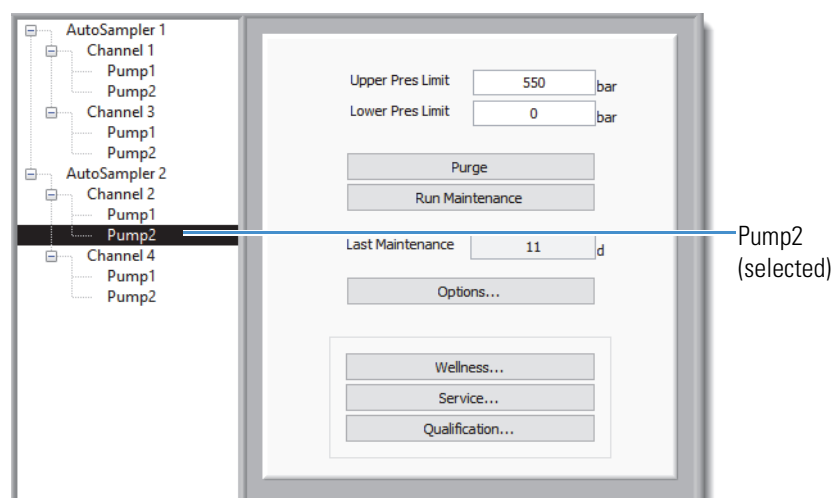 AutoSampler 1
Channel 1
Pump1
Pump2
Channel 3
Pump1
Pump2
AutoSampler 2
Channel 2
Pump1
Pump2
Channel 4
Pump1
Pump2
Upper Pres Limit 550 bar
Lower Pres Limit 0 bar
Purge
Run Maintenance
Last Maintenance 11 d
Options...
Wellness...
Service...
Qualification...
Pump2
(selected)